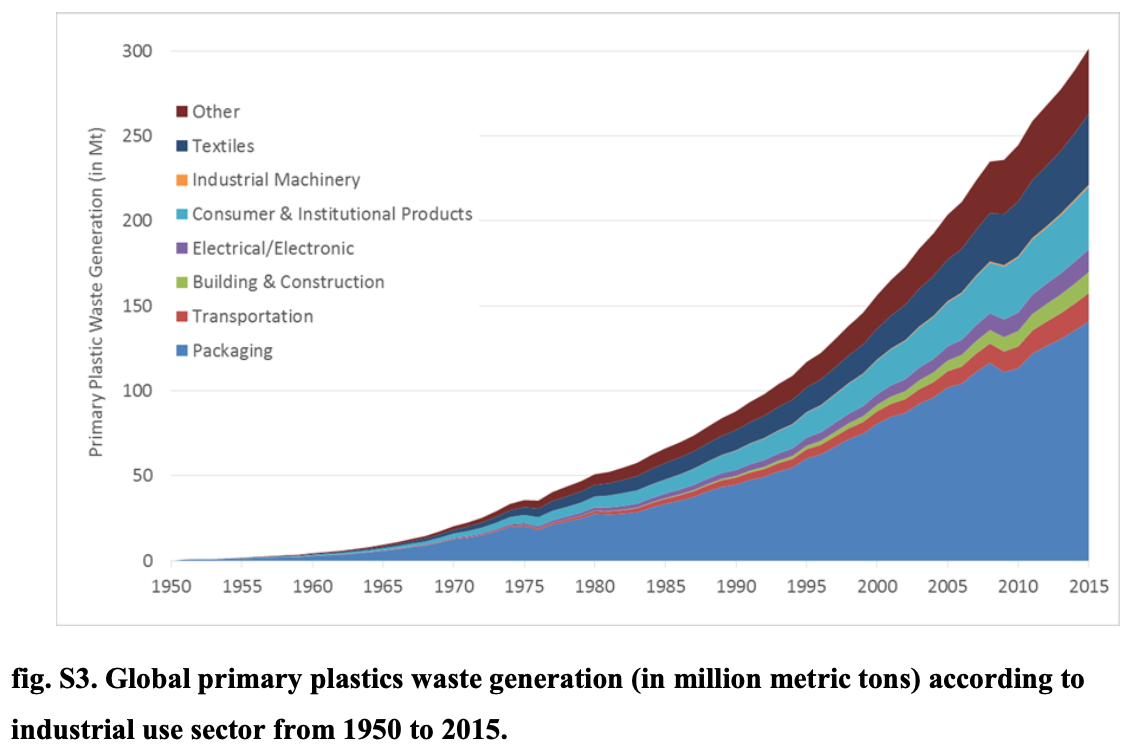 Primary Plastic Waste Generation (in Mt)
300
250
200
150
100
50
0
Other
Textiles
Industrial Machinery
Consumer & Institutional Products
Electrical/Electronic
Building & Construction
Transportation
Packaging
1950 1955 1960 1965 1970 1975 1980 1985 1990 1995 2000 2005 2010 2015
fig. S3. Global primary plastics waste generation (in million metric tons) according to
industrial use sector from 1950 to 2015.